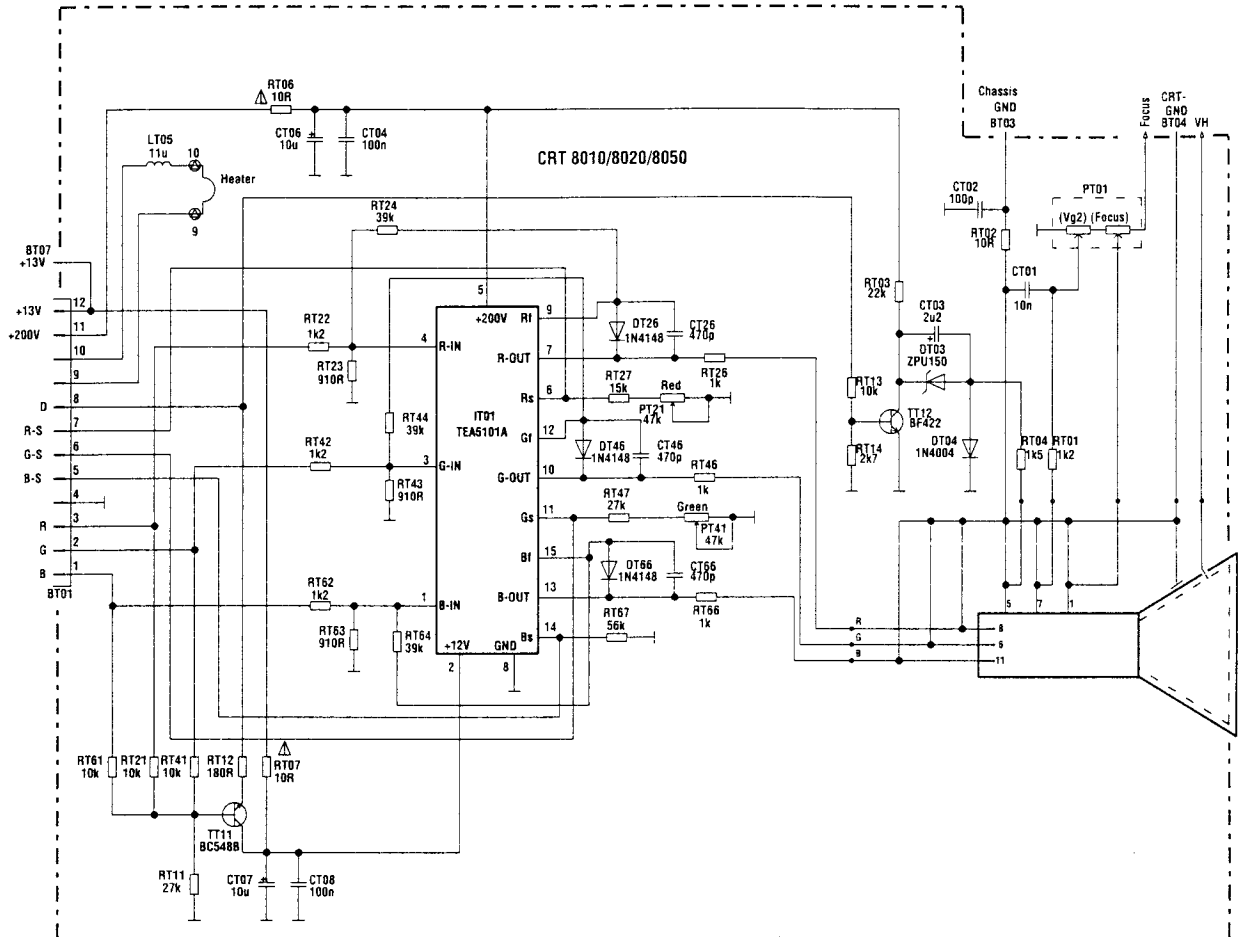 CRT 8010/8020/8050
RT06
10R
CT06
10u
CT04
100n
LT05
11u
10
Heater
9
Chassis
GND
BT03
Focus
CRT-
GND
BT04
VH
CT02
100p
RT02
10R
PT01
(Vg2) (Focus)
CT01
10n
RT24
39k
RT03
22k
CT03
2u2
DT03
ZPU150
BT07
+13V
+13V
12
+200V
11
10
9
D
8
R-S
7
G-S
6
B-S
5
4
R
3
G
2
B
1
BT01
RT22
1k2
RT23
910R
RT44
39k
RT42
1k2
RT43
910R
RT62
1k2
RT63
910R
RT64
39k
5
+200V
4
R-IN
3
G-IN
1
B-IN
IT01
TEA5101A
+12V
2
GND
8
Rf
9
R-OUT
7
Rs
6
Gf
12
G-OUT
10
Gs
11
Bf
15
B-OUT
13
Bs
14
DT26
1N4148
CT26
470p
RT26
1k
RT27
15k
Red
PT21
47k
DT46
1N4148
CT46
470p
RT46
1k
RT47
27k
Green
PT41
47k
DT66
1N4148
CT66
470p
RT66
1k
RT67
56k
RT13
10k
TT12
BF422
RT14
2k7
DT04
1N4004
RT04
1k5
RT01
1k2
5
7
1
R
8
G
6
B
11
RT61
10k
RT21
10k
RT41
10k
RT12
180R
RT07
10R
TT11
BC548B
RT11
27k
CT07
10u
CT08
100n